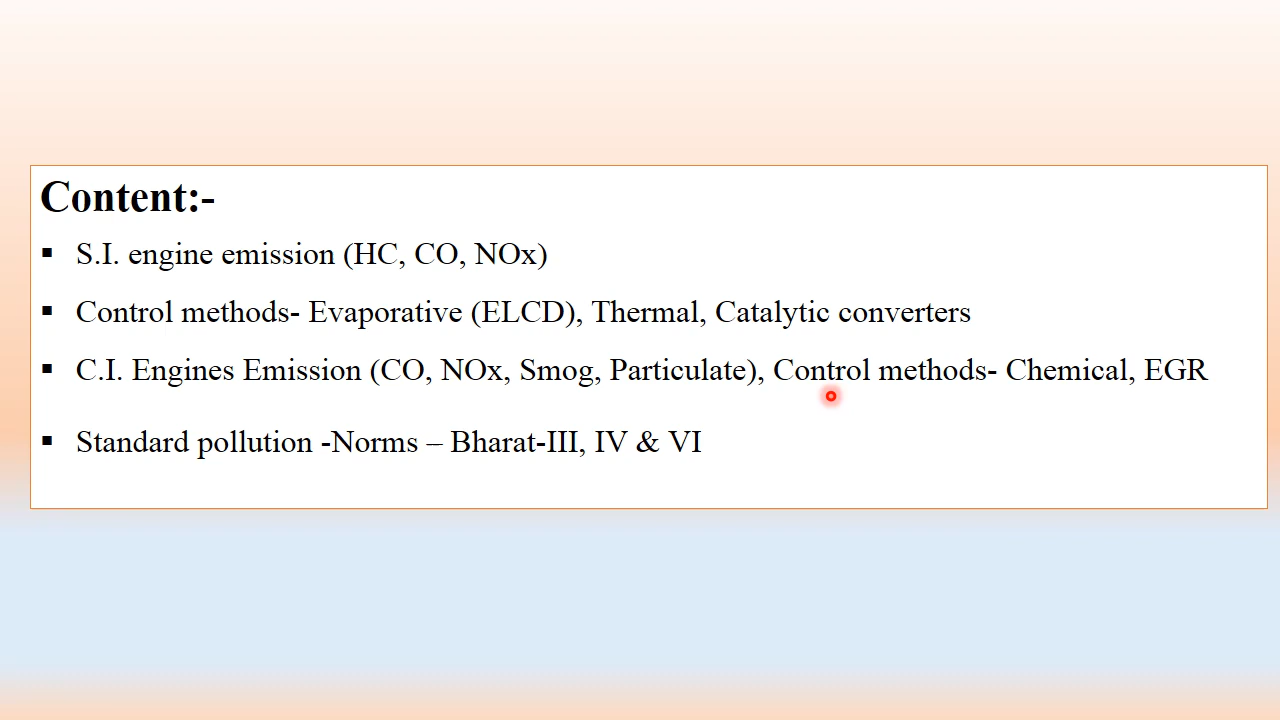 Content:-
▪ S.I. engine emission (HC, CO, NOx)
▪ Control methods- Evaporative (ELCD), Thermal, Catalytic converters
▪ C.I. Engines Emission (CO, NOx, Smog, Particulate), Control methods- Chemical, EGR
▪ Standard pollution -Norms – Bharat-III, IV & VI